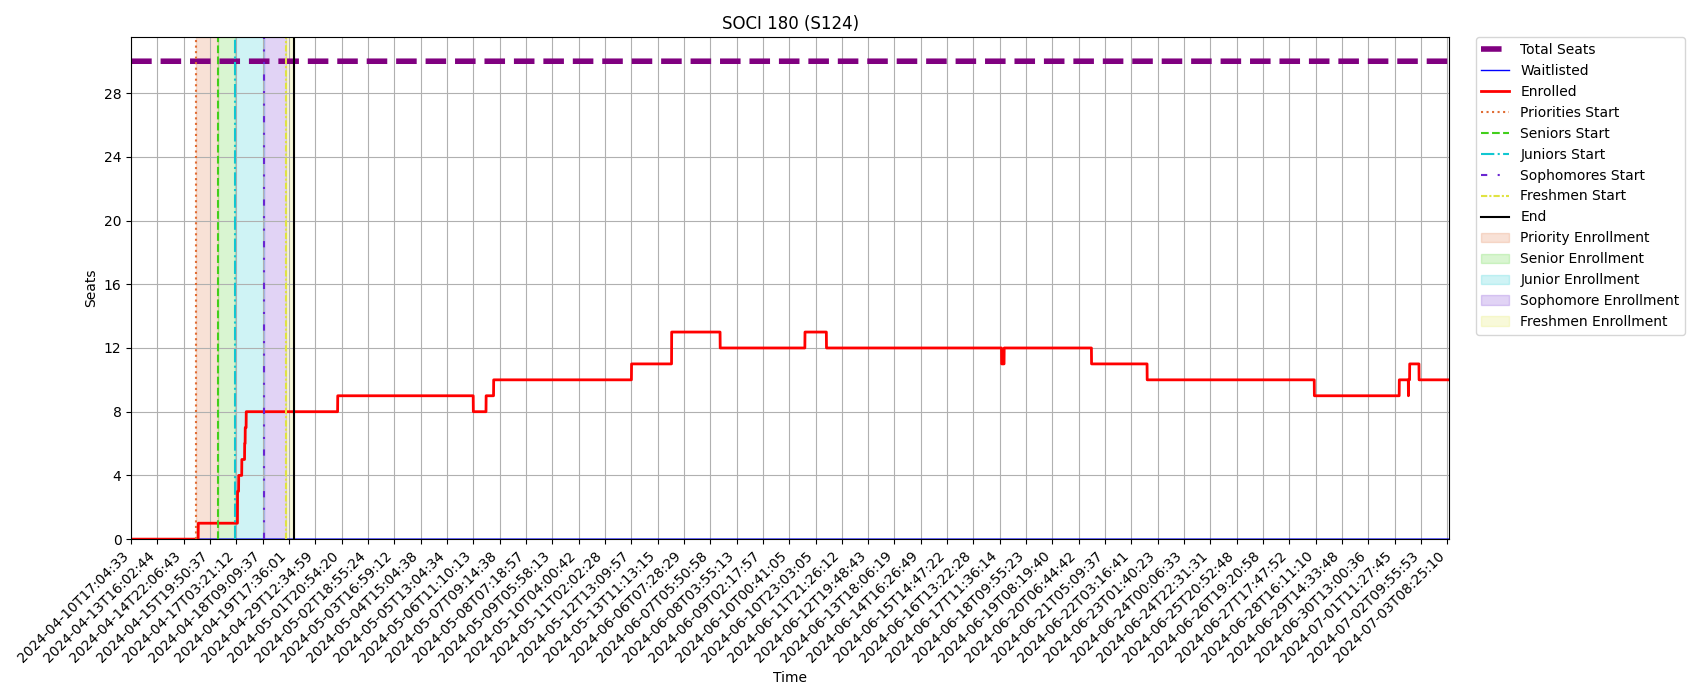 SOCI 180 (S124)
Total Seats
Waitlisted
Enrolled
Priorities Start
Seniors Start
Juniors Start
Sophomores Start
Freshmen Start
End
Priority Enrollment
Senior Enrollment
Junior Enrollment
Sophomore Enrollment
Freshmen Enrollment
Seats
28
24
20
16
12
8
4
0
2024-04-10T17:04:33
2024-04-13T16:02:44
2024-04-14T22:06:43
2024-04-15T19:50:37
2024-04-17T03:21:12
2024-04-18T09:09:37
2024-04-19T17:36:01
2024-04-29T12:34:59
2024-05-01T20:54:20
2024-05-02T18:55:24
2024-05-03T16:59:12
2024-05-04T15:04:38
2024-05-05T13:04:34
2024-05-06T11:10:13
2024-05-07T09:14:38
2024-05-08T07:18:57
2024-05-09T05:58:13
2024-05-10T04:00:42
2024-05-11T02:02:28
2024-05-12T13:09:57
2024-05-13T11:13:15
2024-06-06T07:28:29
2024-06-07T05:50:58
2024-06-08T03:55:13
2024-06-09T02:17:57
2024-06-10T00:41:05
2024-06-10T23:03:05
2024-06-11T21:26:12
2024-06-12T19:48:43
2024-06-13T18:06:19
2024-06-14T16:26:49
2024-06-15T14:47:22
2024-06-16T13:22:28
2024-06-17T11:36:14
2024-06-18T09:55:23
2024-06-19T08:19:40
2024-06-20T06:44:42
2024-06-21T05:09:37
2024-06-22T03:16:41
2024-06-23T01:40:23
2024-06-24T00:06:33
2024-06-24T22:31:31
2024-06-25T20:52:48
2024-06-26T19:20:58
2024-06-27T17:47:52
2024-06-28T16:11:10
2024-06-29T14:33:48
2024-06-30T13:00:36
2024-07-01T11:27:45
2024-07-02T09:55:53
2024-07-03T08:25:10
Time